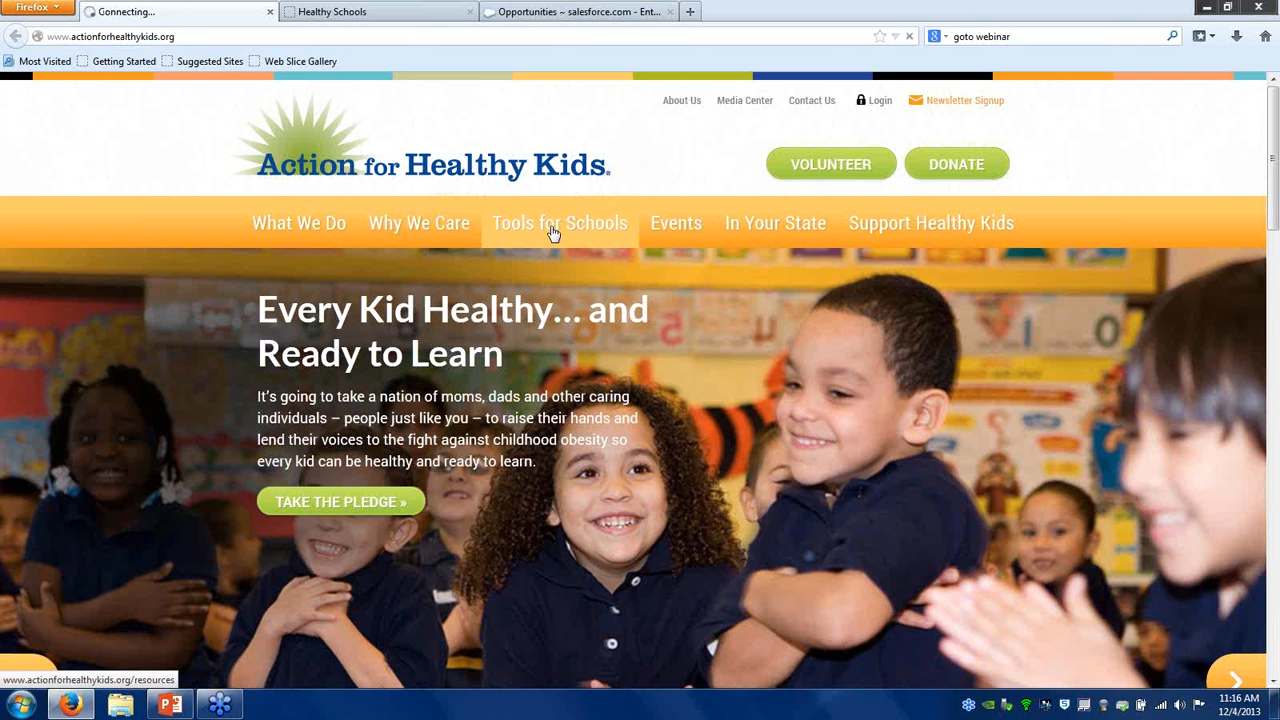 Firefox
Connecting...
Healthy Schools
Opportunities ~ salesforce.com - Ent...
www.actionforhealthykids.org
goto webinar
Most Visited
Getting Started
Suggested Sites
Web Slice Gallery
About Us
Media Center
Contact Us
Login
Newsletter Signup
Action for Healthy Kids.
VOLUNTEER
DONATE
What We Do
Why We Care
Tools for Schools
Events
In Your State
Support Healthy Kids
Every Kid Healthy... and
Ready to Learn
It's going to take a nation of moms, dads and other caring
individuals – people just like you – to raise their hands and
lend their voices to the fight against childhood obesity so
every kid can be healthy and ready to learn.
TAKE THE PLEDGE »
www.actionforhealthykids.org/resources
11:16 AM
12/4/2013